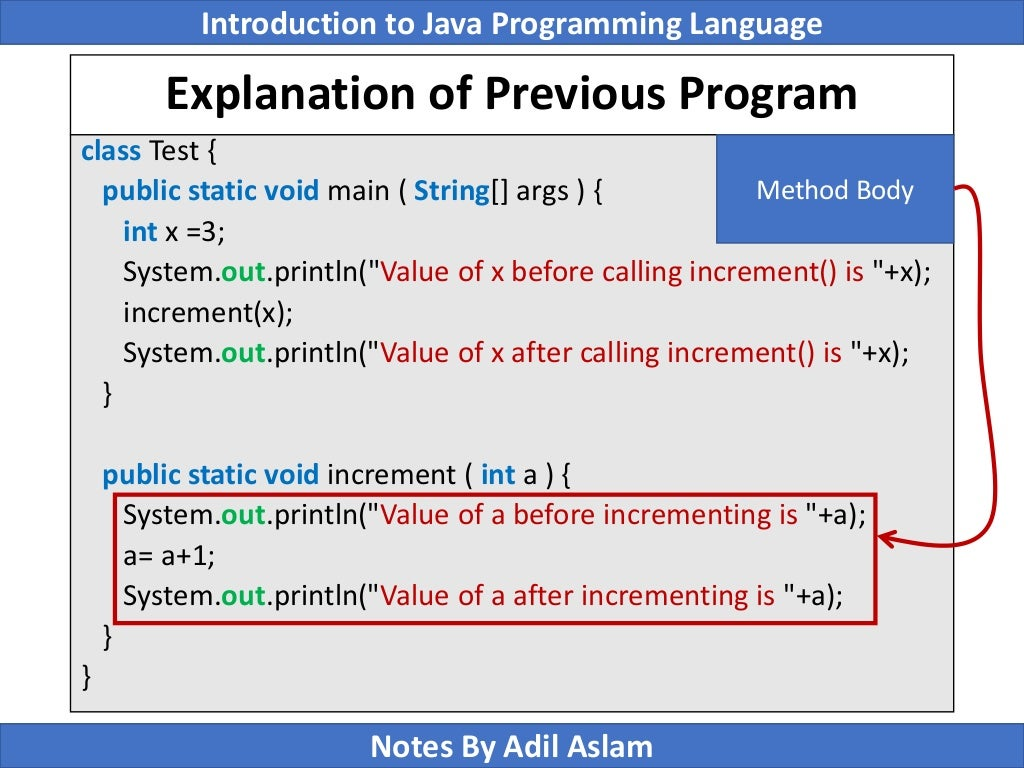 Introduction to Java Programming Language
Explanation of Previous Program
class Test {
public static void main ( String[] args ) {
Method Body
int x =3;
System.out.println("Value of x before calling increment() is "+x);
increment(x);
System.out.println("Value of x after calling increment() is "+x);
}
public static void increment ( int a ) {
System.out.println("Value of a before incrementing is "+a);
a= a+1;
System.out.println("Value of a after incrementing is "+a);
}
}
Notes By Adil Aslam